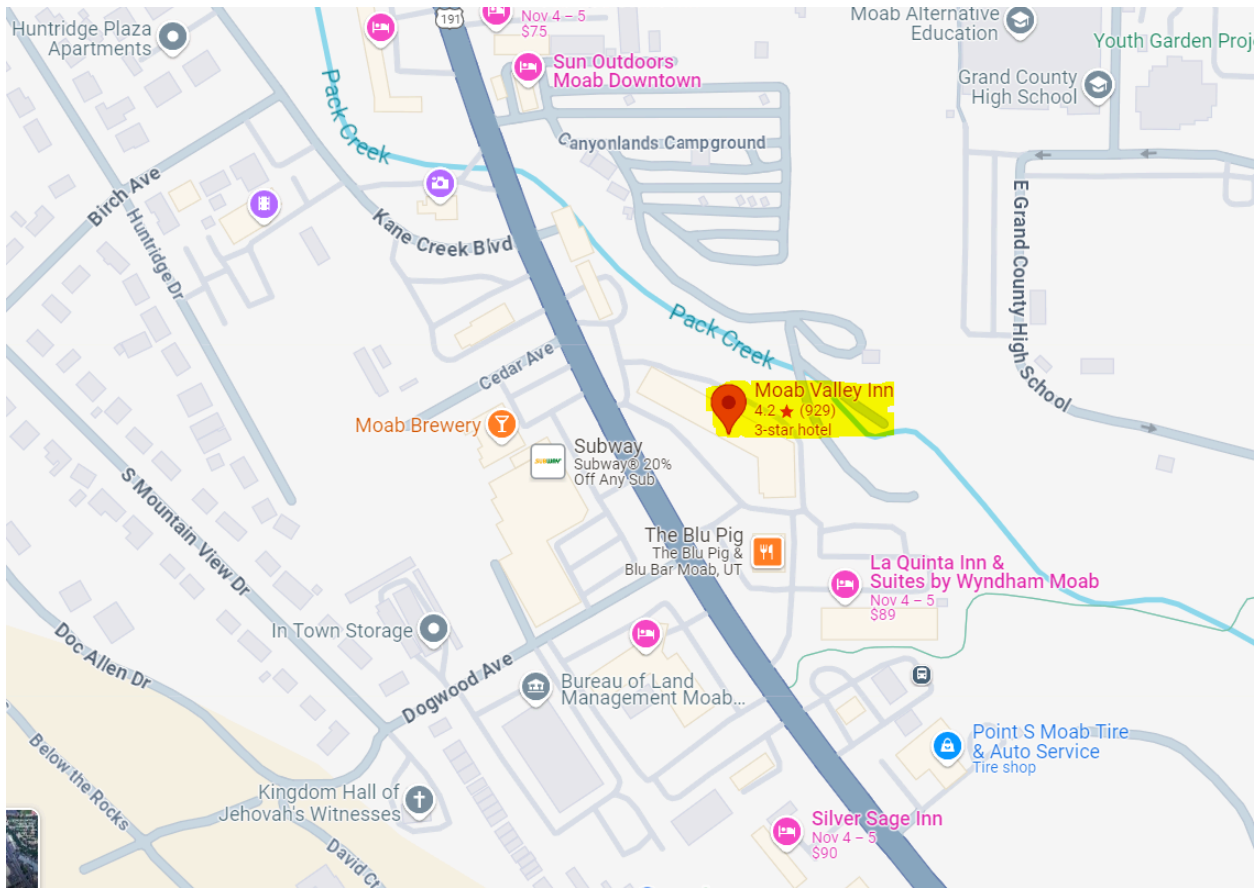 Huntridge Plaza
Apartments
191
Nov 4 – 5
$75
Sun Outdoors
Moab Downtown
Moab Alternative
Education
Youth Garden Proj
Grand County
High School
Pack Creek
Canyonlands Campground
Birch Ave
Huntridge Dr
Kane Creek Blvd
E Grand County High School
Pack Creek
Cedar Ave
Moab Valley Inn
4.2 ★ (929)
3-star hotel
Moab Brewery
Subway
Subway® 20%
Off Any Sub
S Mountain View Dr
The Blu Pig
The Blu Pig &
Blu Bar Moab, UT
La Quinta Inn &
Suites by Wyndham Moab
Nov 4 – 5
$89
In Town Storage
Doc Allen Dr
Dogwood Ave
Bureau of Land
Management Moab...
Point S Moab Tire
& Auto Service
Tire shop
Below the Rocks
Kingdom Hall of
Jehovah's Witnesses
David Ct
Silver Sage Inn
Nov 4 – 5
$90